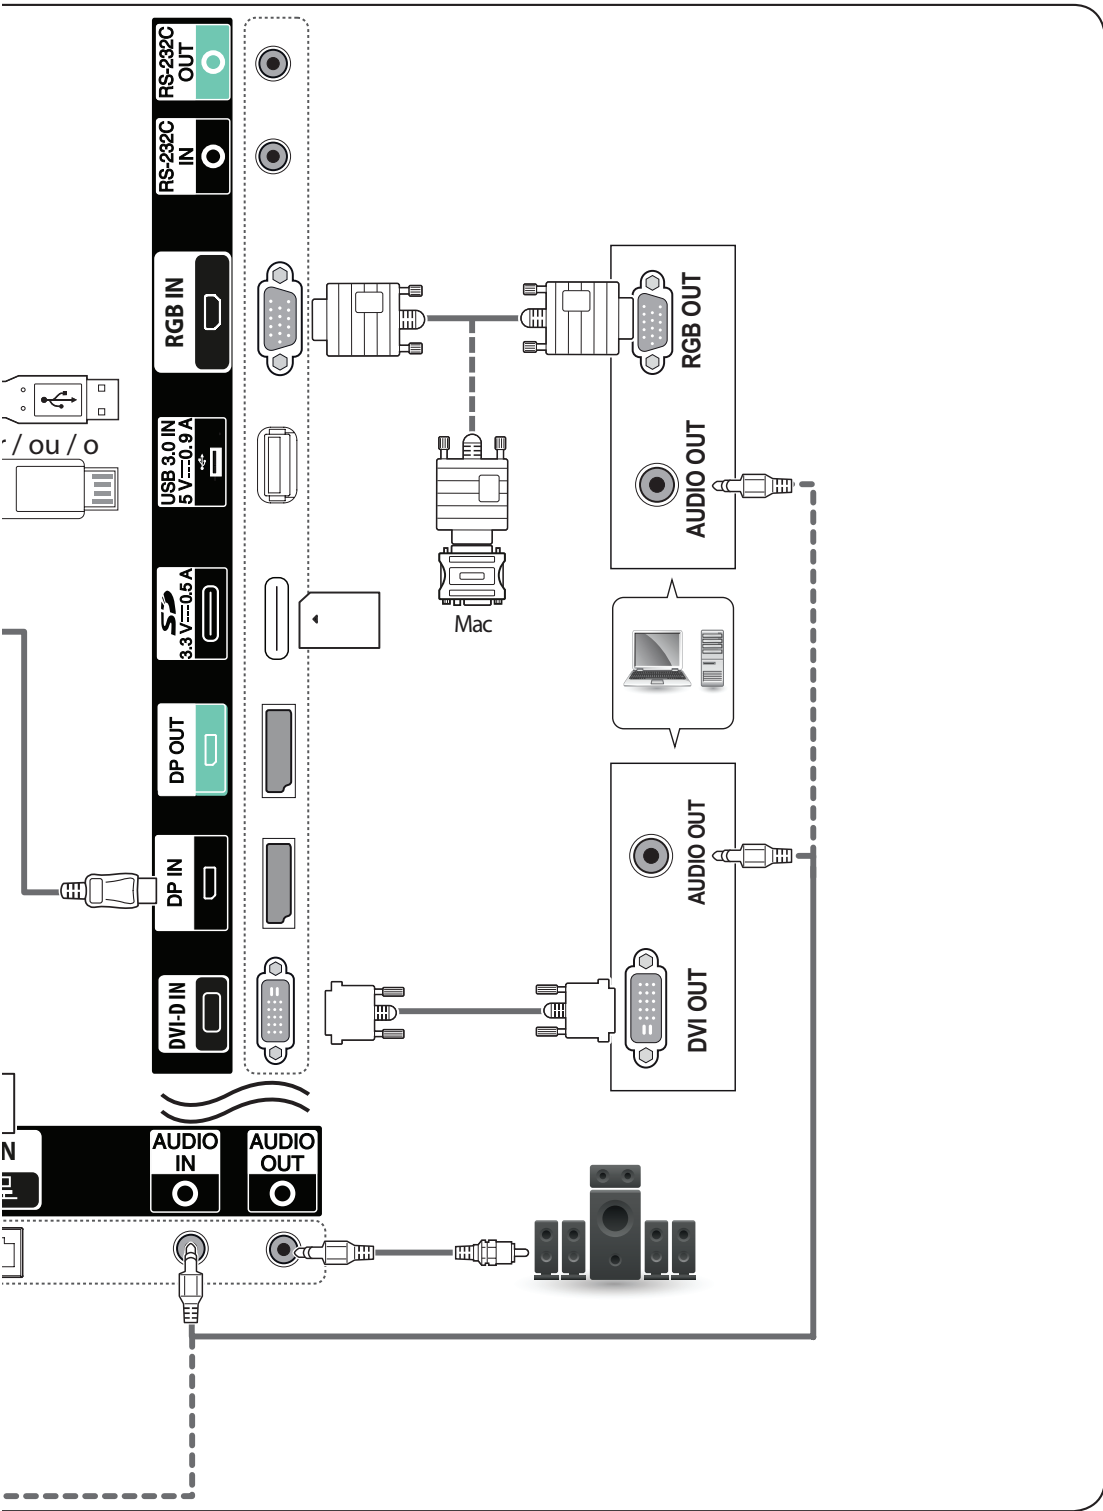 RS-232C
OUT
RS-232C
IN
RGB IN
RGB OUT
/ ou / o
USB 3.0 IN
5 V⎓0.9 A
AUDIO OUT
SD
3.3 V⎓0.5 A
Mac
DP OUT
DP IN
AUDIO OUT
DVI-D IN
DVI OUT
N
AUDIO
IN
AUDIO
OUT